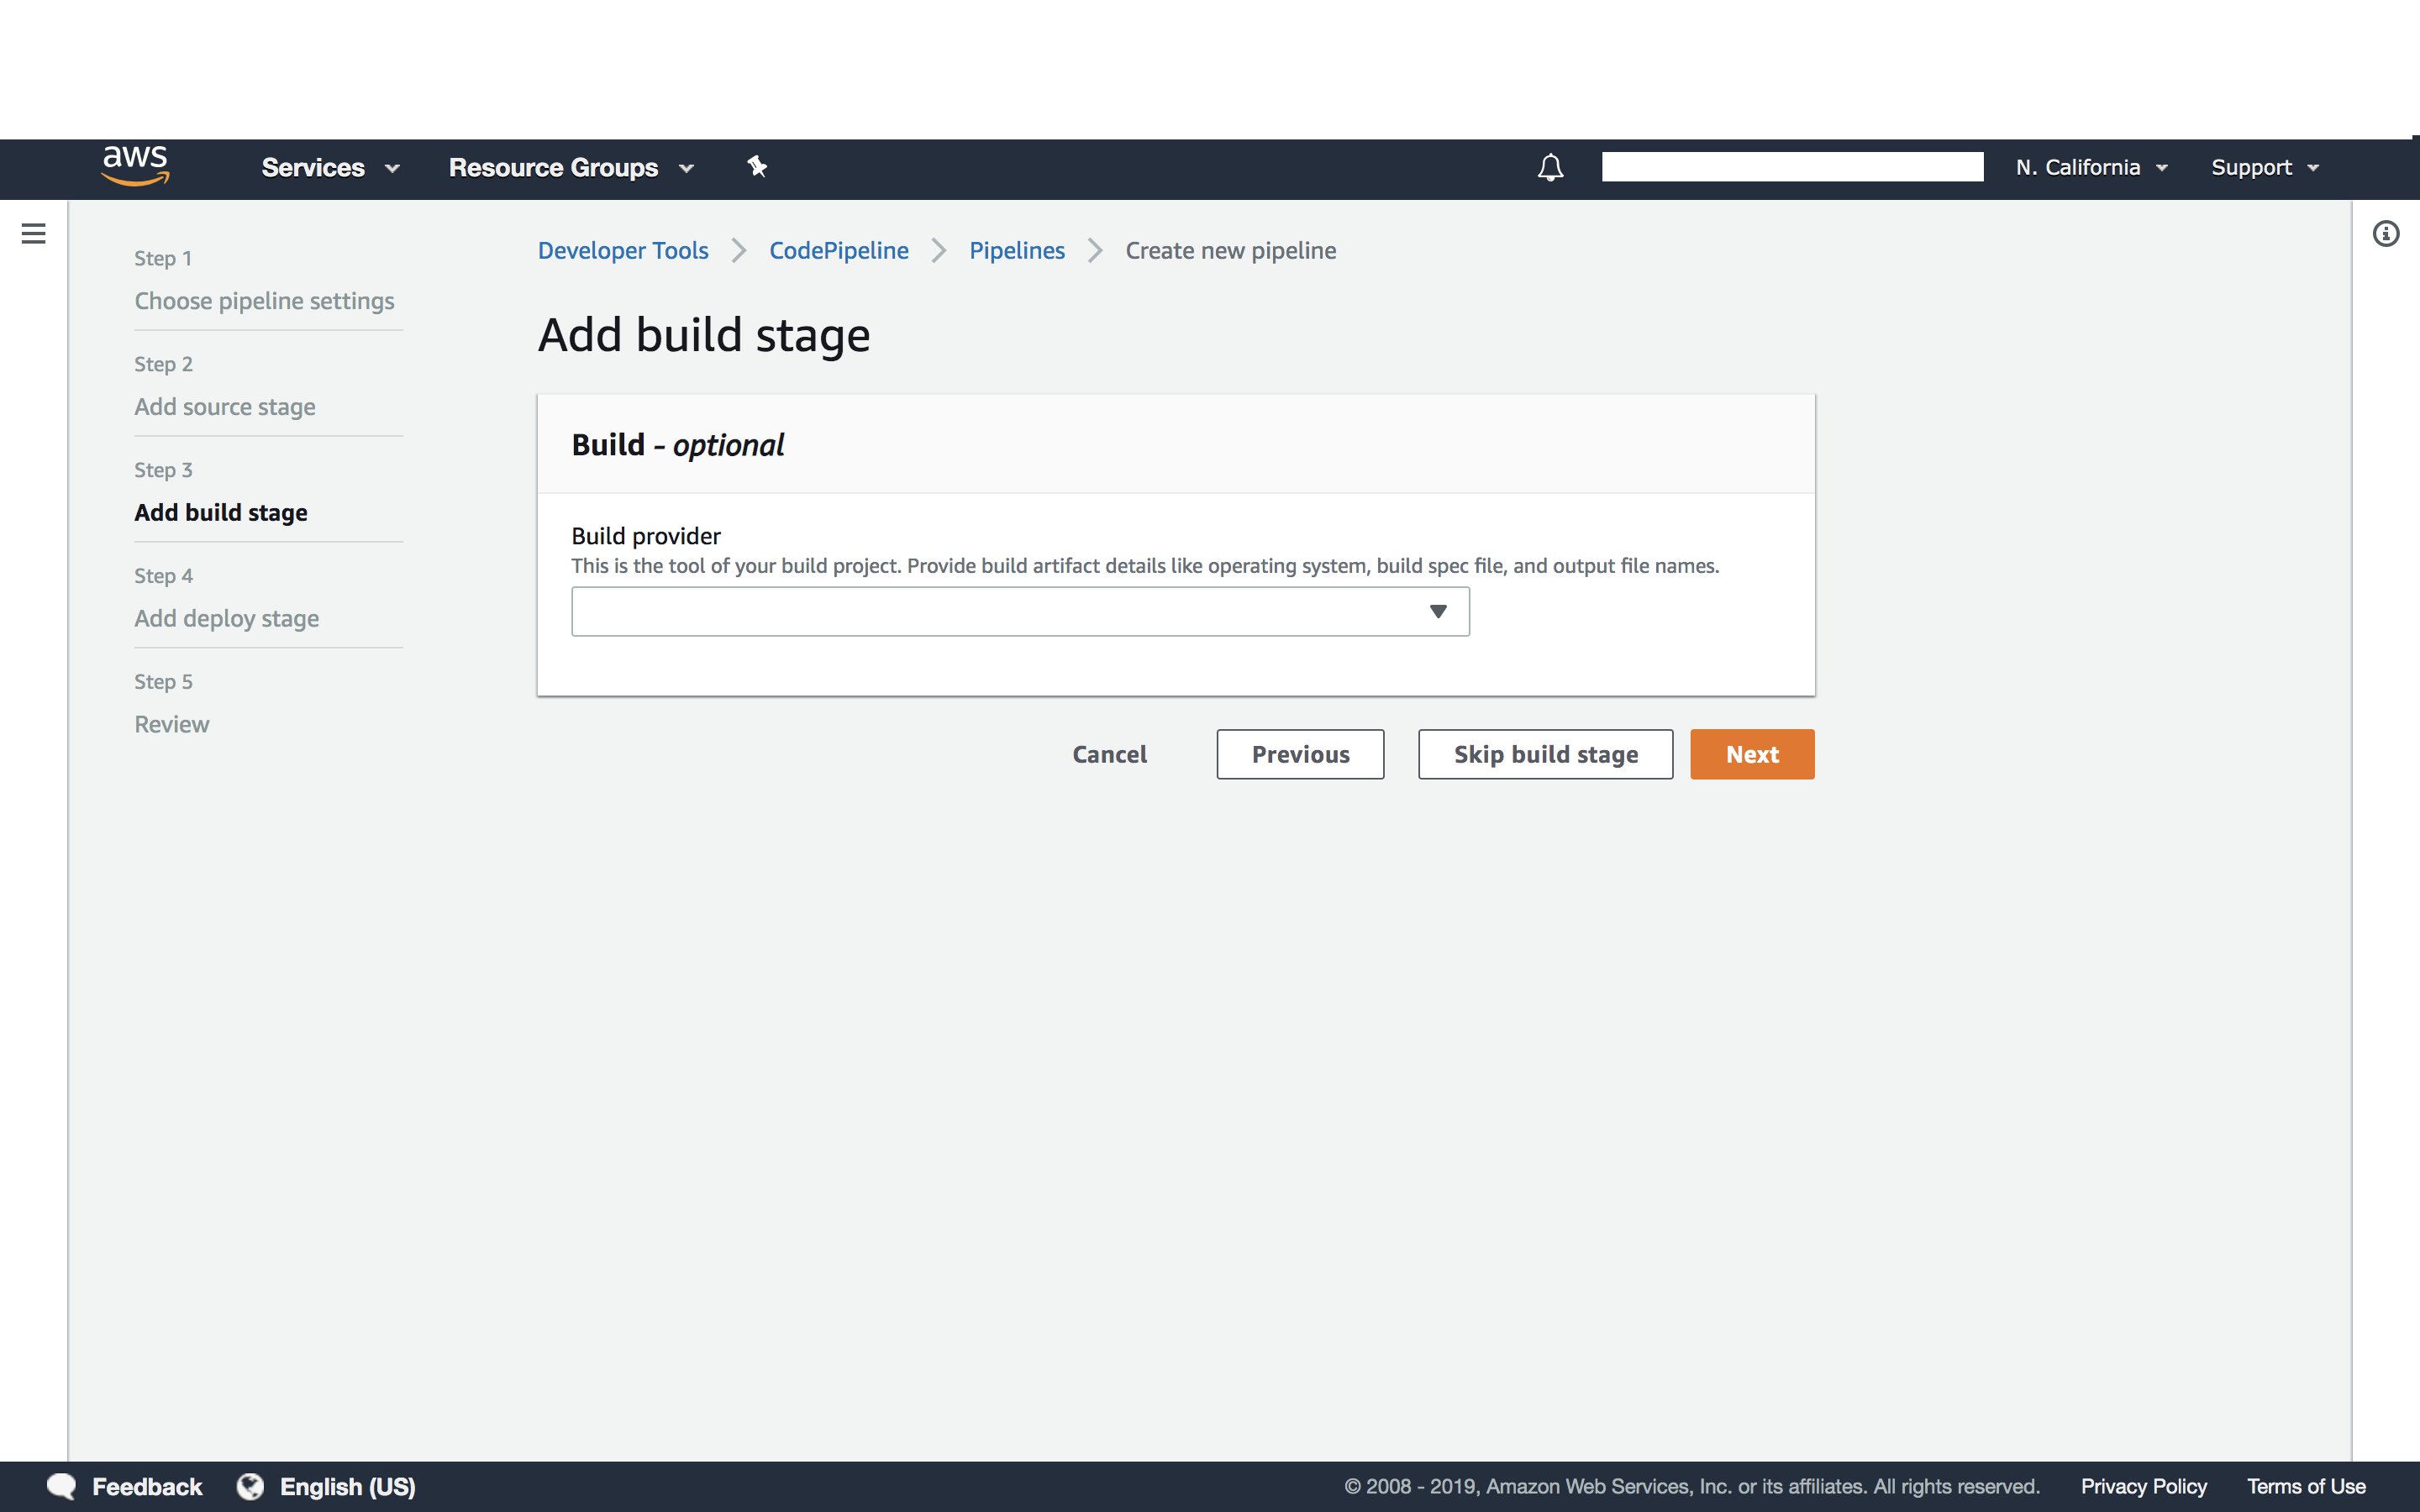 aws Services Resource Groups N. California Support
Step 1
Choose pipeline settings
Step 2
Add source stage
Step 3
Add build stage
Step 4
Add deploy stage
Step 5
Review
Developer Tools CodePipeline Pipelines Create new pipeline
Add build stage
Build - optional
Build provider
This is the tool of your build project. Provide build artifact details like operating system, build spec file, and output file names.
Cancel Previous Skip build stage Next
Feedback English (US) © 2008 - 2019, Amazon Web Services, Inc. or its affiliates. All rights reserved. Privacy Policy Terms of Use